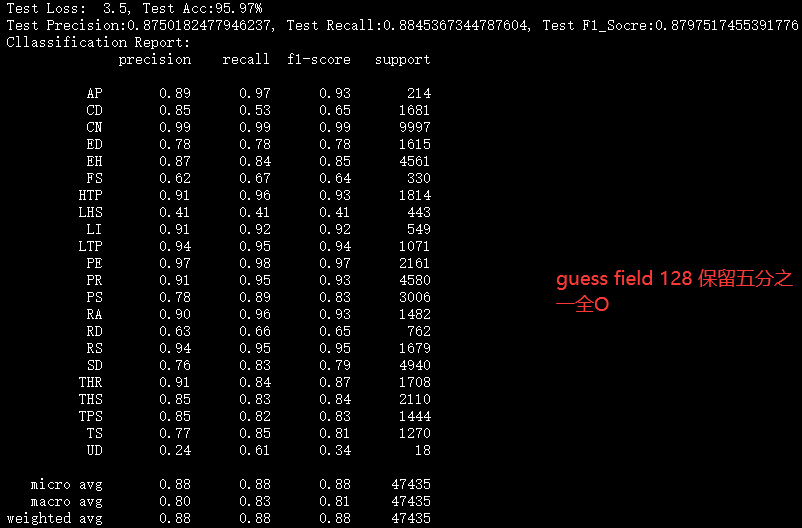 Test Loss:  3.5, Test Acc:95.97%
Test Precision:0.8750182477946237, Test Recall:0.8845367344787604, Test F1_Socre:0.8797517455391776
Cllassification Report:
precision recall f1-score support
AP 0.89 0.97 0.93 214
CD 0.85 0.53 0.65 1681
CN 0.99 0.99 0.99 9997
ED 0.78 0.78 0.78 1615
EH 0.87 0.84 0.85 4561
FS 0.62 0.67 0.64 330
HTP 0.91 0.96 0.93 1814
LHS 0.41 0.41 0.41 443
LI 0.91 0.92 0.92 549
LTP 0.94 0.95 0.94 1071
PE 0.97 0.98 0.97 2161
PR 0.91 0.95 0.93 4580
PS 0.78 0.89 0.83 3006
RA 0.90 0.96 0.93 1482
RD 0.63 0.66 0.65 762
RS 0.94 0.95 0.95 1679
SD 0.76 0.83 0.79 4940
THR 0.91 0.84 0.87 1708
THS 0.85 0.83 0.84 2110
TPS 0.85 0.82 0.83 1444
TS 0.77 0.85 0.81 1270
UD 0.24 0.61 0.34 18
micro avg 0.88 0.88 0.88 47435
macro avg 0.80 0.83 0.81 47435
weighted avg 0.88 0.88 0.88 47435
guess field 128 保留五分之
一全O